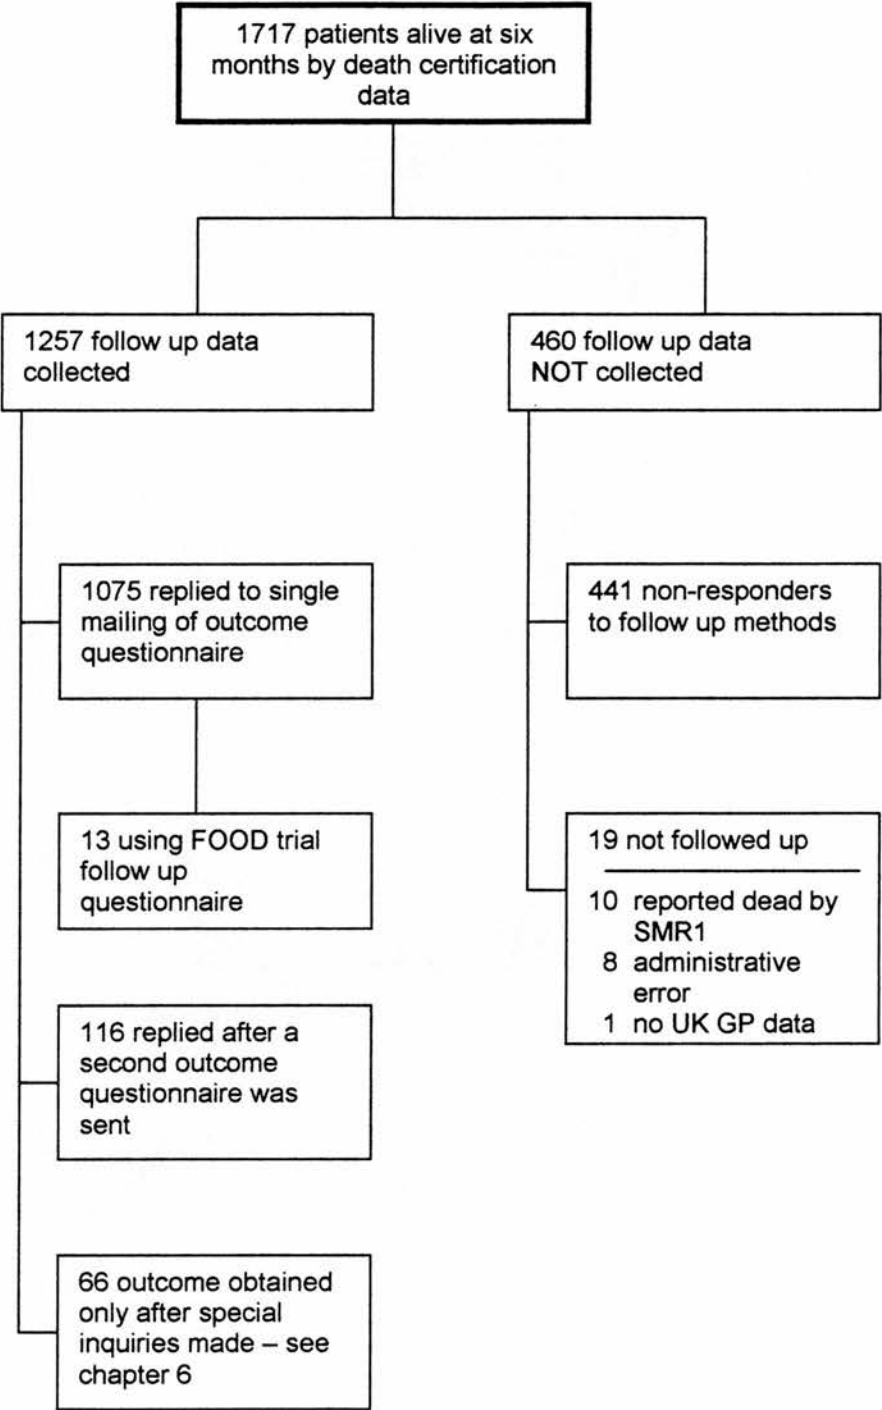 1717 patients alive at six
months by death certification
data
1257 follow up data
collected
460 follow up data
NOT collected
1075 replied to single
mailing of outcome
questionnaire
441 non-responders
to follow up methods
13 using FOOD trial
follow up
questionnaire
19 not followed up
10 reported dead by
SMR1
8 administrative
error
1 no UK GP data
116 replied after a
second outcome
questionnaire was
sent
66 outcome obtained
only after special
inquiries made – see
chapter 6